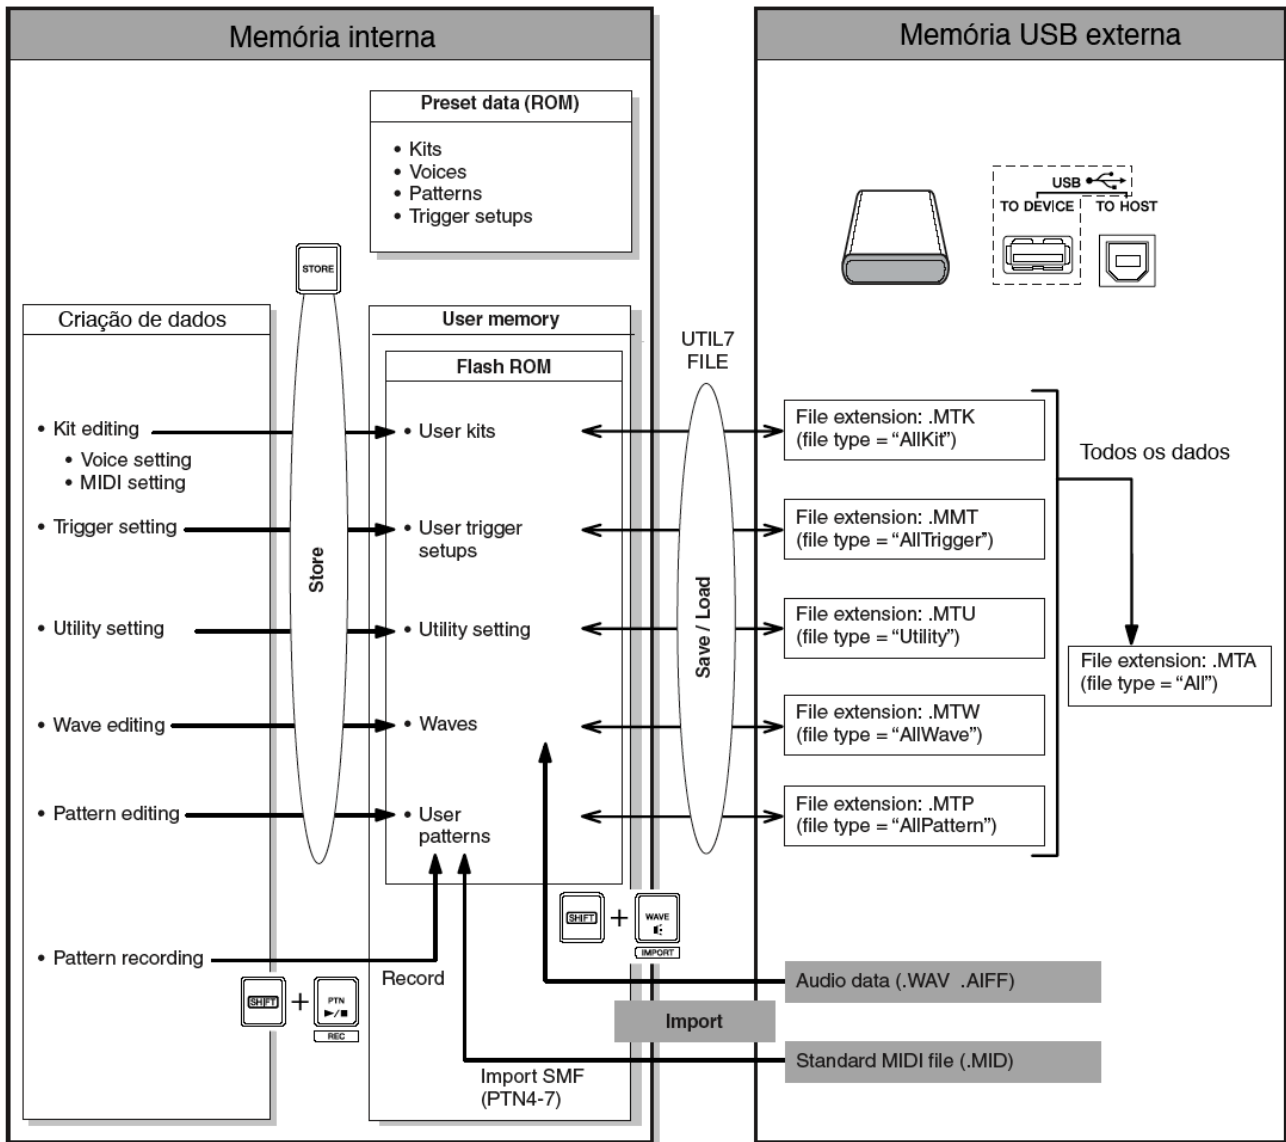 Memória interna
Memória USB externa
Preset data (ROM)
• Kits
• Voices
• Patterns
• Trigger setups
USB
TO DEVICE TO HOST
STORE
Criação de dados
User memory
Flash ROM
UTIL7
FILE
Store
Save / Load
• Kit editing
• Voice setting
• MIDI setting
• Trigger setting
• Utility setting
• Wave editing
• Pattern editing
• Pattern recording
• User kits
• User trigger
setups
• Utility setting
• Waves
• User
patterns
File extension: .MTK
(file type = “AllKit”)
File extension: .MMT
(file type = “AllTrigger”)
File extension: .MTU
(file type = “Utility”)
File extension: .MTW
(file type = “AllWave”)
File extension: .MTP
(file type = “AllPattern”)
Todos os dados
File extension: .MTA
(file type = “All”)
SHIFT + WAVE
IMPORT
Record
SHIFT + PTN
REC
Import
Audio data (.WAV .AIFF)
Standard MIDI file (.MID)
Import SMF
(PTN4-7)